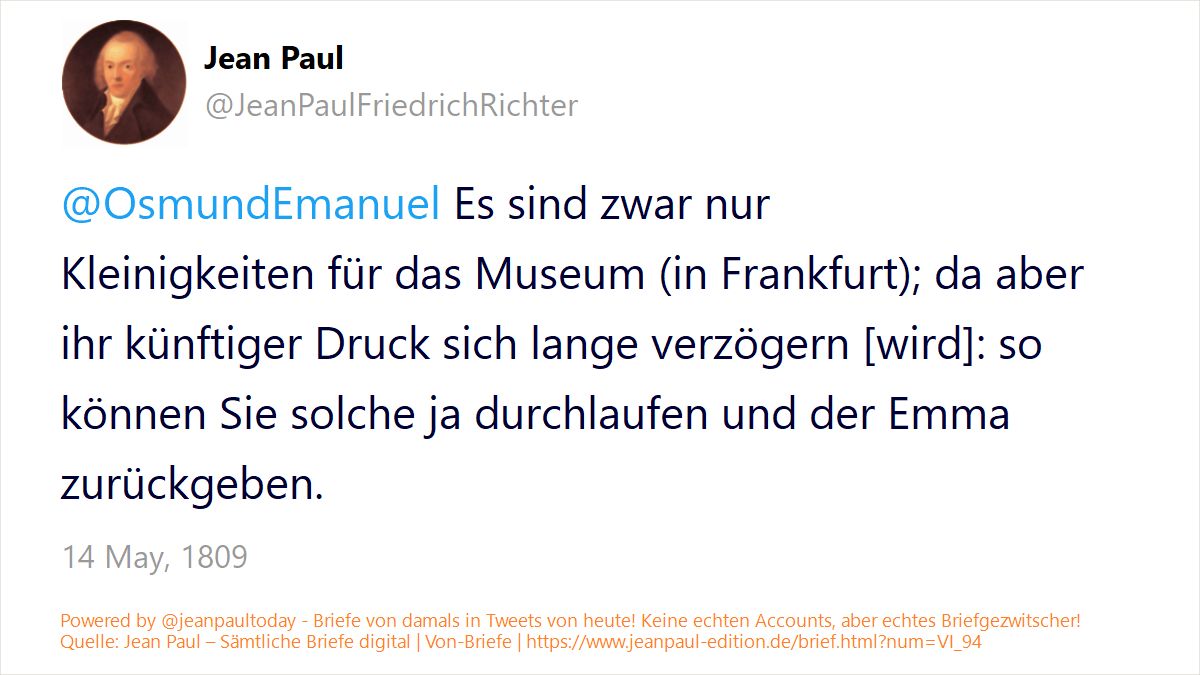 Jean Paul
@JeanPaulFriedrichRichter
@OsmundEmanuel Es sind zwar nur
Kleinigkeiten für das Museum (in Frankfurt); da aber
ihr künftiger Druck sich lange verzögern [wird]: so
können Sie solche ja durchlaufen und der Emma
zurückgeben.
14 May, 1809
Powered by @jeanpaultoday - Briefe von damals in Tweets von heute! Keine echten Accounts, aber echtes Briefgezwitscher!
Quelle: Jean Paul – Sämtliche Briefe digital | Von-Briefe | https://www.jeanpaul-edition.de/brief.html?num=VI_94